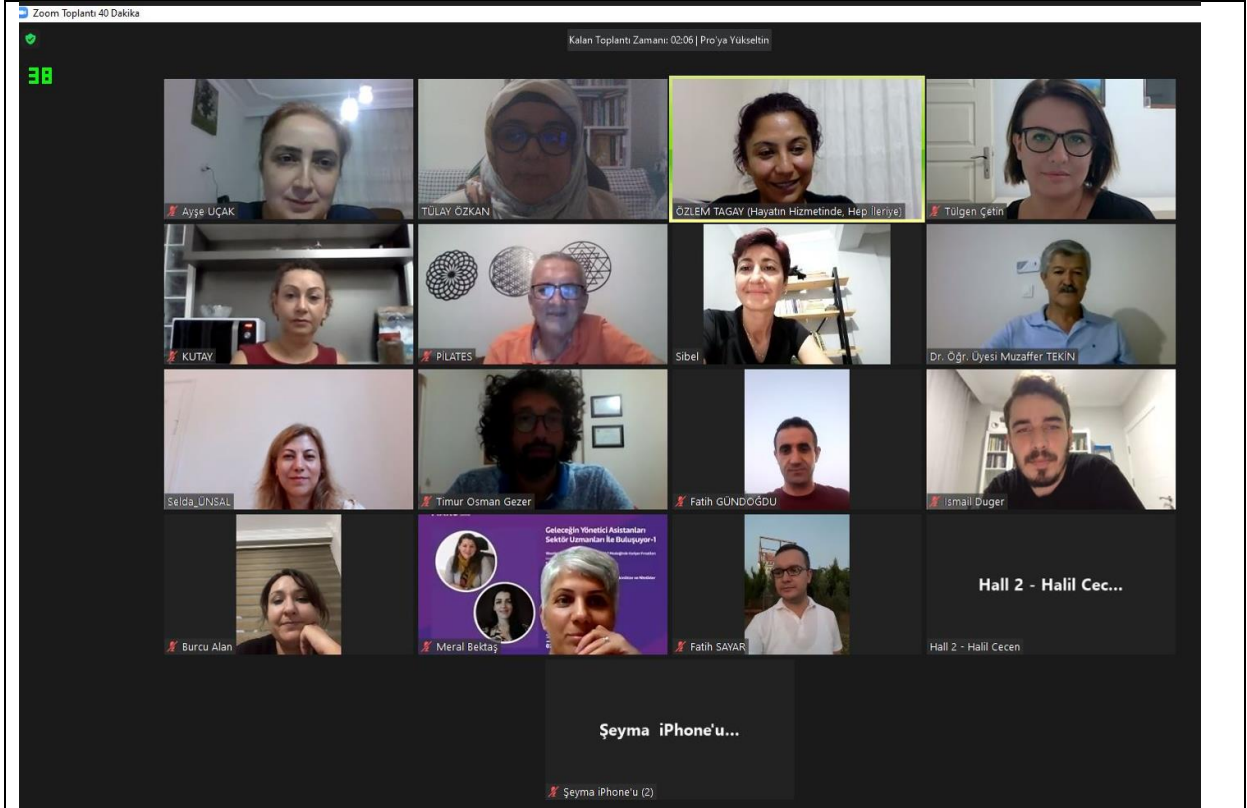 Zoom Toplantı 40 Dakika
Kalan Toplantı Zamanı: 02:06 | Pro'ya Yükseltin
38
Ayşe UÇAK
TÜLAY ÖZKAN
ÖZLEM TAGAY (Hayatın Hizmetinde, Hep İleriye)
Tülgen Çetin
KUTAY
PİLATES
Sibel
Dr. Öğr. Üyesi Muzaffer TEKİN
Selda_ÜNSAL
Timur Osman Gezer
Fatih GÜNDOĞDU
Ismail Duger
Geleceğin Yönetici Asistanları
Sektör Uzmanları İle Buluşuyor-1
Burcu Alan
Meral Bektaş
Fatih SAYAR
Hall 2 - Halil Cec...
Hall 2 - Halil Cecen
Şeyma iPhone'u...
Şeyma iPhone'u (2)